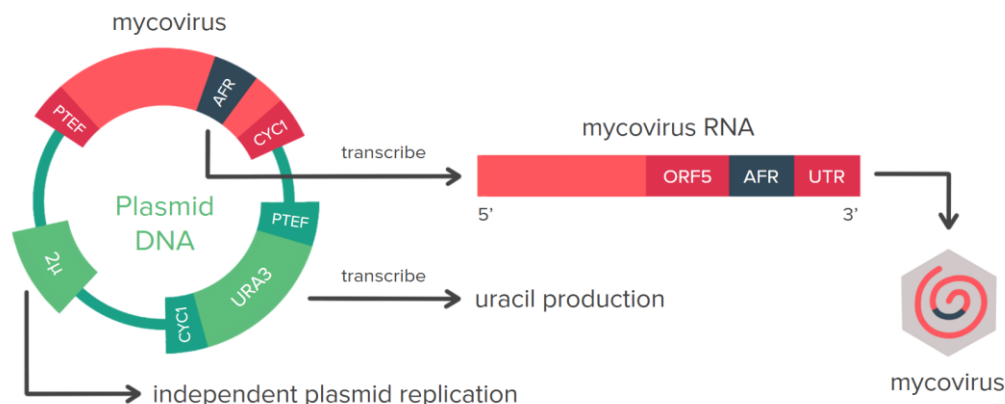 mycovirus
PTEF
AFR
CYC1
Plasmid
DNA
PTEF
URA3
CYC1
2µ
transcribe
mycovirus RNA
ORF5 AFR UTR
5’ 3’
transcribe
uracil production
independent plasmid replication
mycovirus